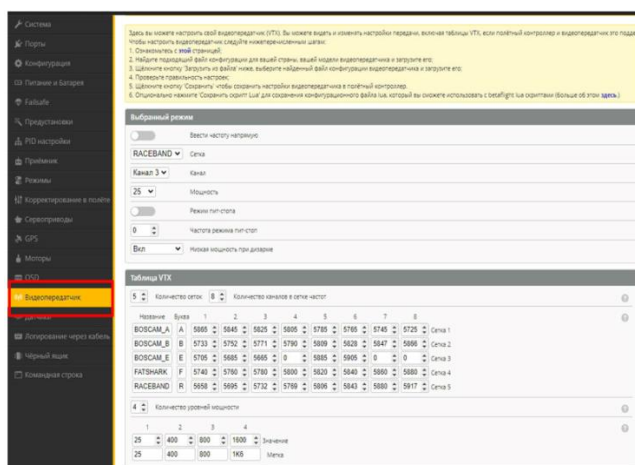 Система
Порты
Конфигурация
Питание и Батарея
Failsafe
Предустановки
PID настройки
Приёмник
Режимы
Корректирование в полёте
Сервоприводы
GPS
Моторы
OSD
Видеопередатчик
Датчики
Логирование через кабель
Чёрный ящик
Командная строка
Здесь вы можете настроить свой видеопередатчик (VTX). Вы можете видеть и изменять настройки передачи, включая таблицы VTX, если полётный контроллер и видеопередатчик это подде
Чтобы настроить видеопередатчик следуйте нижеперечисленным шагам:
1. Ознакомьтесь с этой страницей;
2. Найдите подходящий файл конфигурации для вашей страны, вашей модели видеопередатчика и загрузите его;
3. Щёлкните кнопку 'Загрузить из файла' ниже, выберите найденный файл конфигурации видеопередатчика и загрузите его;
4. Проверьте правильность настроек;
5. Щёлкните кнопку 'Сохранить' чтобы сохранить настройки видеопередатчика в полётный контроллер.
6. Опционально нажмите 'Сохранить скрипт Lua' для сохранения конфигурационного файла lua, который вы сможете использовать с betaflight lua скриптами (больше об этом здесь.)
Выбранный режим
Ввести частоту напрямую
RACEBAND Сетка
Канал 3 Канал
25 Мощность
Режим пит-стопа
0 Частота режима пит-стоп
Вкл Низкая мощность при дизарме
Таблица VTX
5 Количество сеток 8 Количество каналов в сетке частот
Название Буква 1 2 3 4 5 6 7 8
BOSCAM_A A 5865 5845 5825 5805 5785 5765 5745 5725 Сетка 1
BOSCAM_B B 5733 5752 5771 5790 5809 5828 5847 5866 Сетка 2
BOSCAM_E E 5705 5685 5665 0 5885 5905 0 0 Сетка 3
FATSHARK F 5740 5760 5780 5800 5820 5840 5860 5880 Сетка 4
RACEBAND R 5658 5695 5732 5769 5806 5843 5880 5917 Сетка 5
4 Количество уровней мощности
1 2 3 4
25 400 800 1600 Значение
25 400 800 1K6 Метка